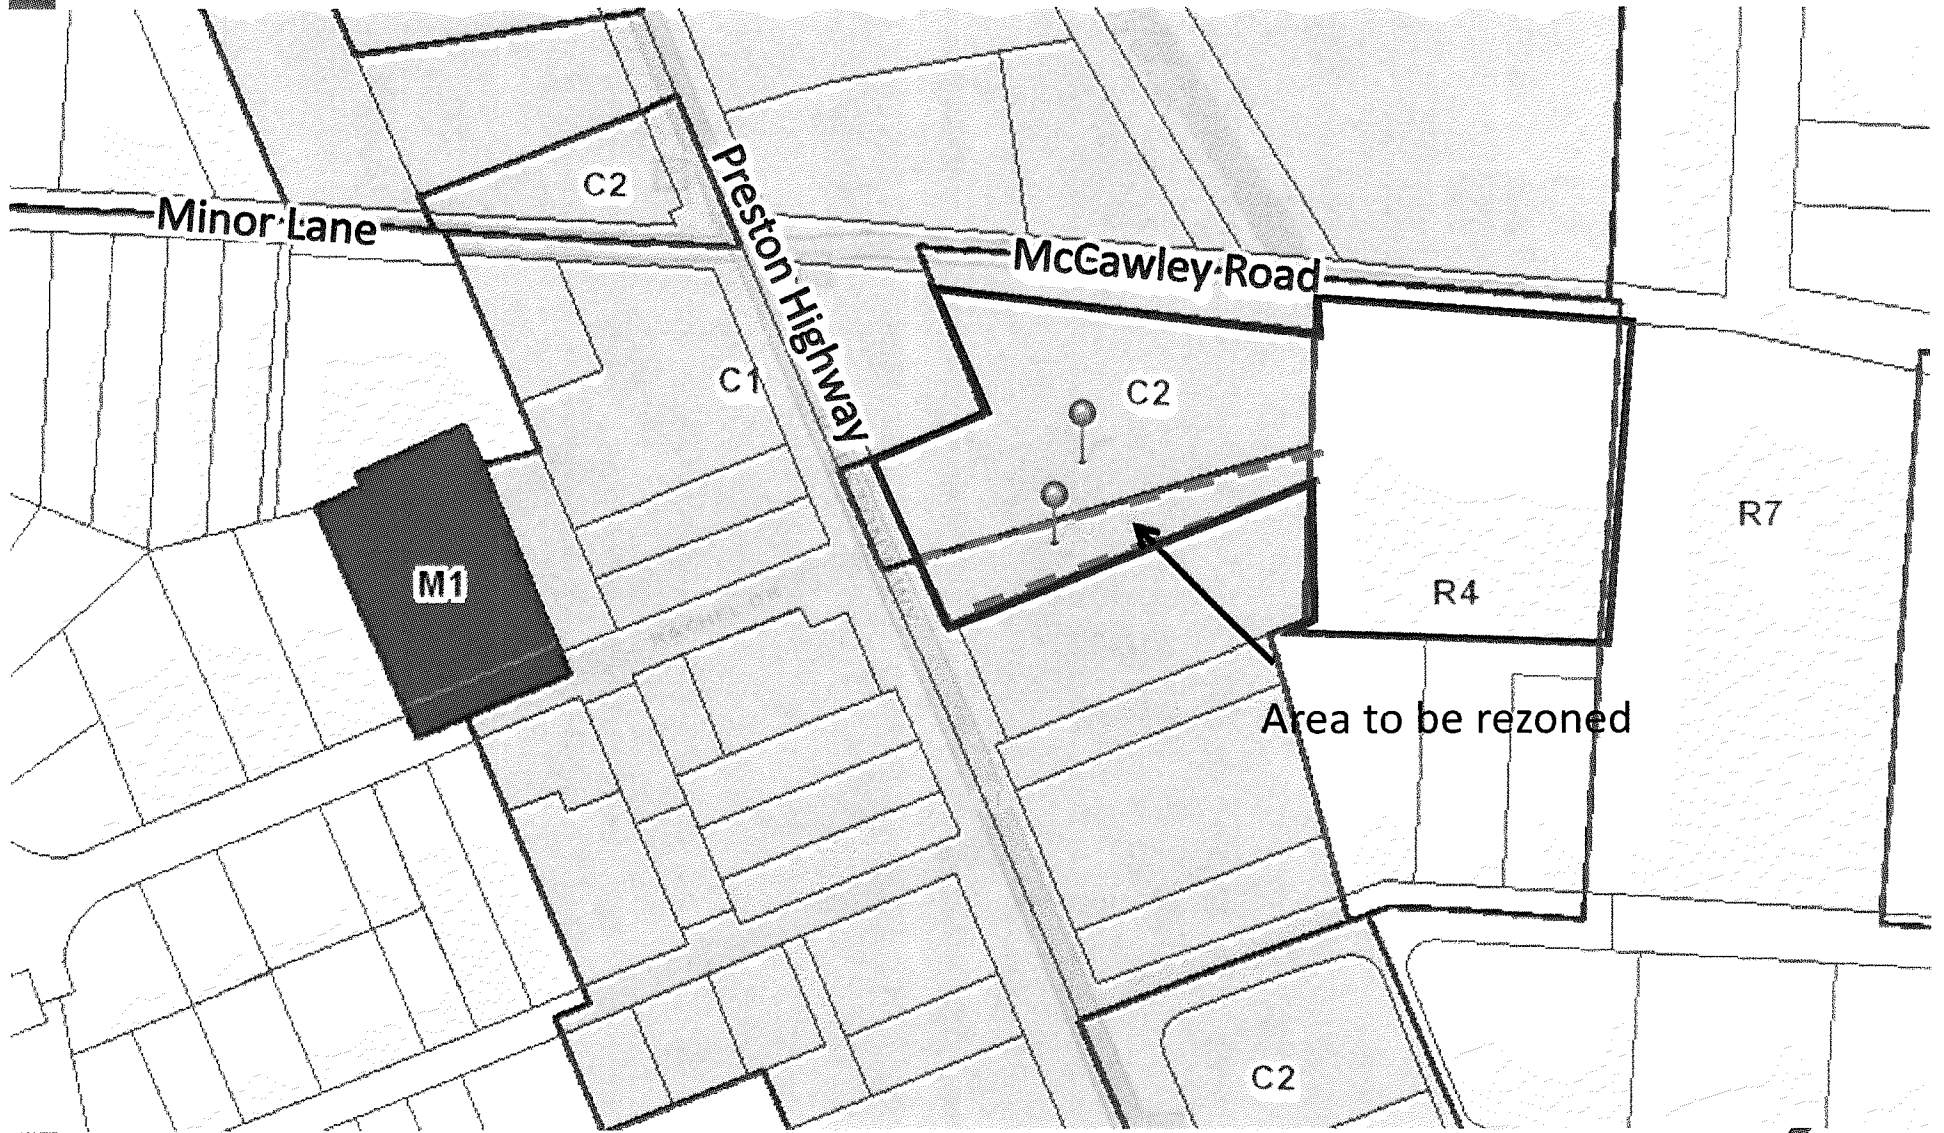 C2
Preston Highway
Minor Lane
McCawley Road
C1
C2
R7
M1
R4
Area to be rezoned
C2